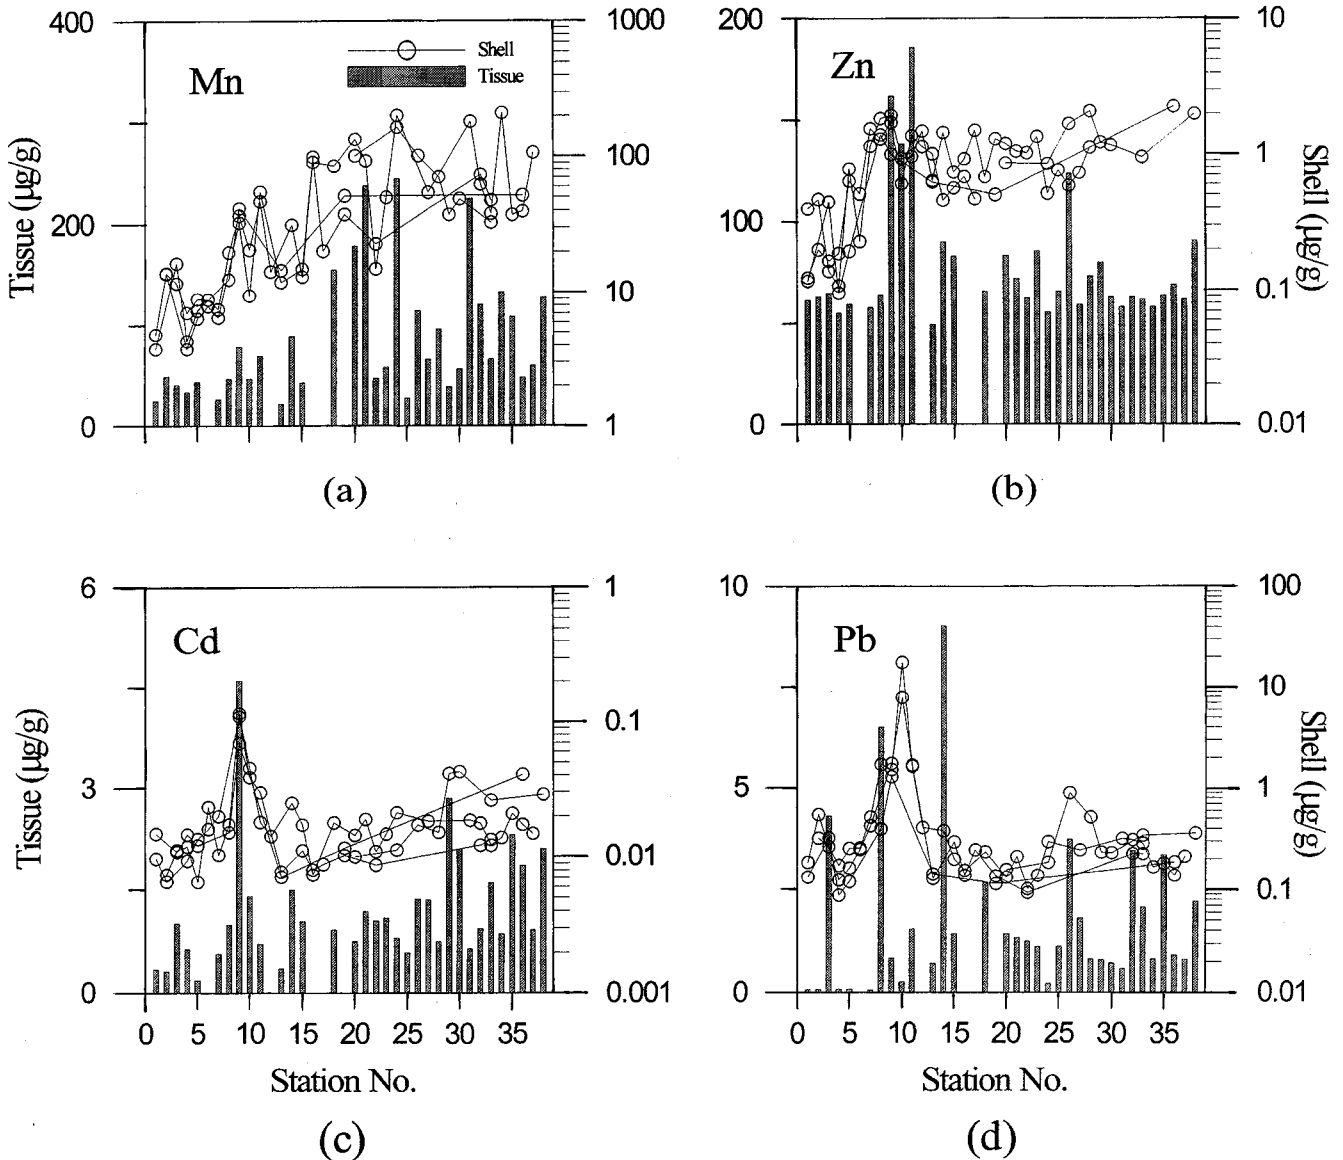 400
200
0
Tissue (μg/g)
Mn
Shell
Tissue
1000
100
10
1
(a)
200
100
0
Zn
10
1
0.1
0.01
Shell (μg/g)
(b)
6
3
0
Tissue (μg/g)
Cd
1
0.1
0.01
0.001
0 5 10 15 20 25 30 35
Station No.
(c)
10
5
0
Pb
100
10
1
0.1
0.01
Shell (μg/g)
0 5 10 15 20 25 30 35
Station No.
(d)